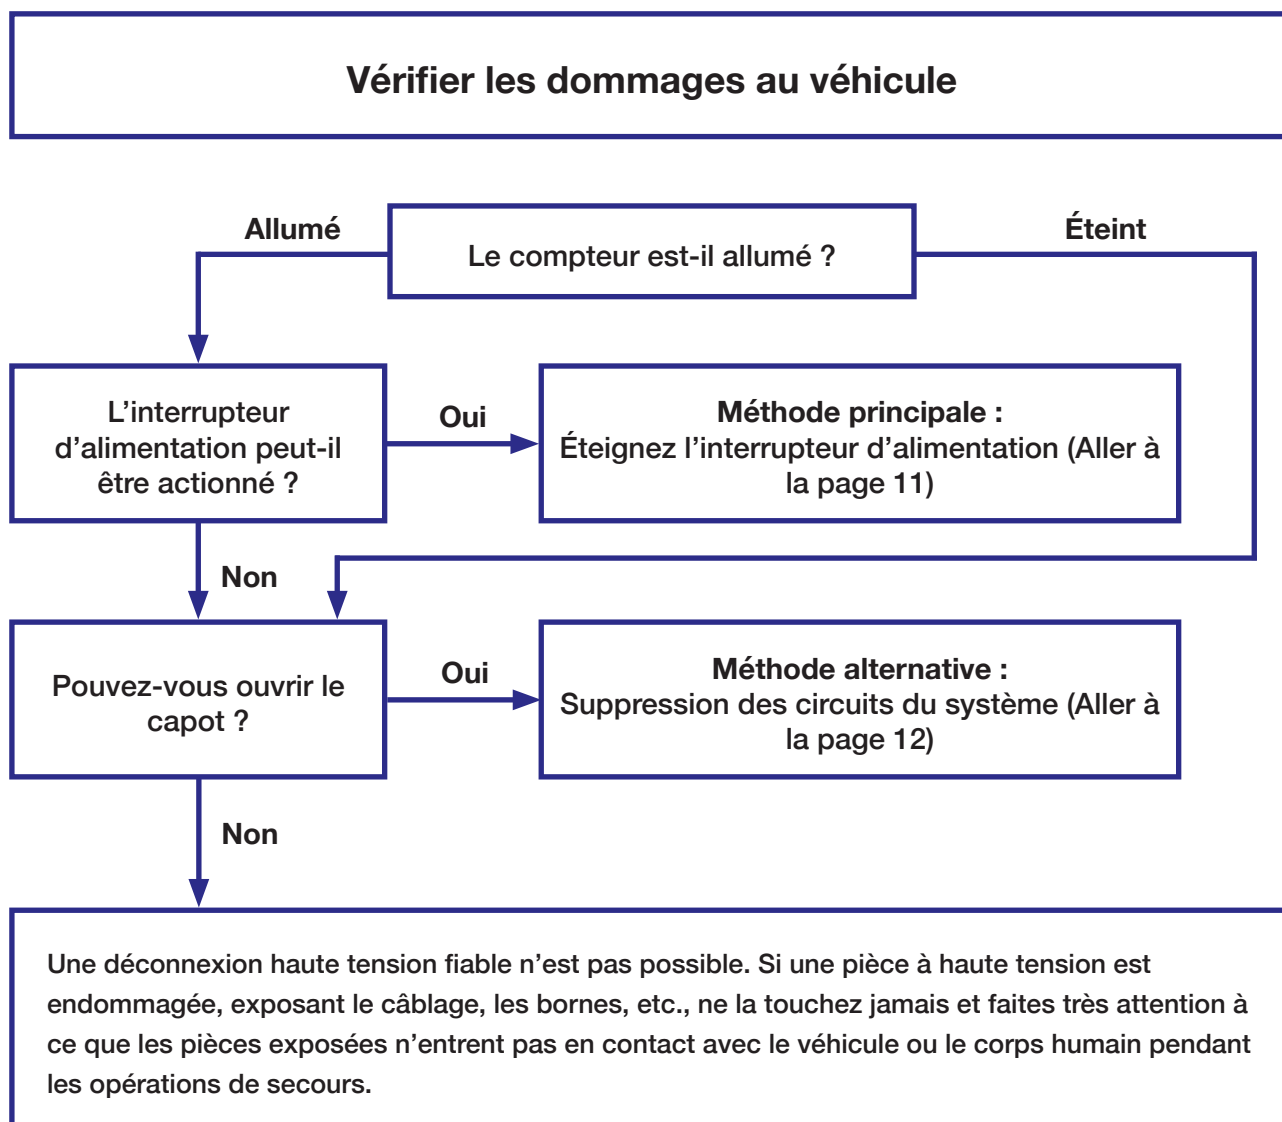 Vérifier les dommages au véhicule
Allumé
Le compteur est-il allumé ?
Éteint
L’interrupteur
d’alimentation peut-il
être actionné ?
Oui
Méthode principale :
Éteignez l’interrupteur d’alimentation (Aller à
la page 11)
Non
Pouvez-vous ouvrir le
capot ?
Oui
Méthode alternative :
Suppression des circuits du système (Aller à
la page 12)
Non
Une déconnexion haute tension fiable n’est pas possible. Si une pièce à haute tension est
endommagée, exposant le câblage, les bornes, etc., ne la touchez jamais et faites très attention à
ce que les pièces exposées n’entrent pas en contact avec le véhicule ou le corps humain pendant
les opérations de secours.